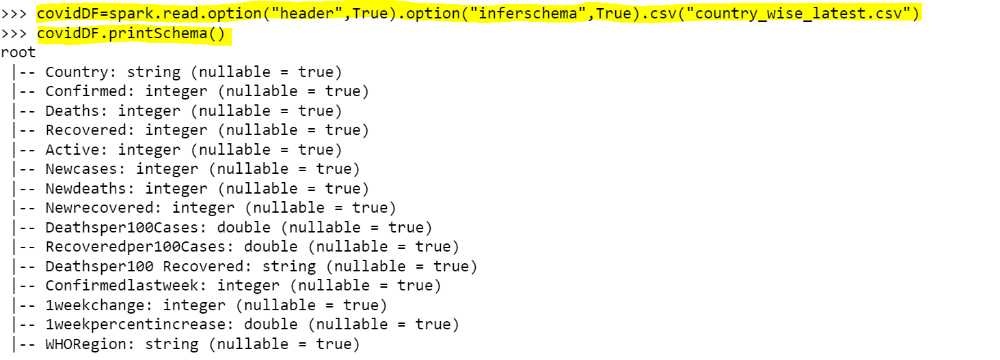 >>> covidDF=spark.read.option("header",True).option("inferschema",True).csv("country_wise_latest.csv")
>>> covidDF.printSchema()
root
 |-- Country: string (nullable = true)
 |-- Confirmed: integer (nullable = true)
 |-- Deaths: integer (nullable = true)
 |-- Recovered: integer (nullable = true)
 |-- Active: integer (nullable = true)
 |-- Newcases: integer (nullable = true)
 |-- Newdeaths: integer (nullable = true)
 |-- Newrecovered: integer (nullable = true)
 |-- Deathsper100Cases: double (nullable = true)
 |-- Recoveredper100Cases: double (nullable = true)
 |-- Deathsper100 Recovered: string (nullable = true)
 |-- Confirmedlastweek: integer (nullable = true)
 |-- 1weekchange: integer (nullable = true)
 |-- 1weekpercentincrease: double (nullable = true)
 |-- WHORegion: string (nullable = true)